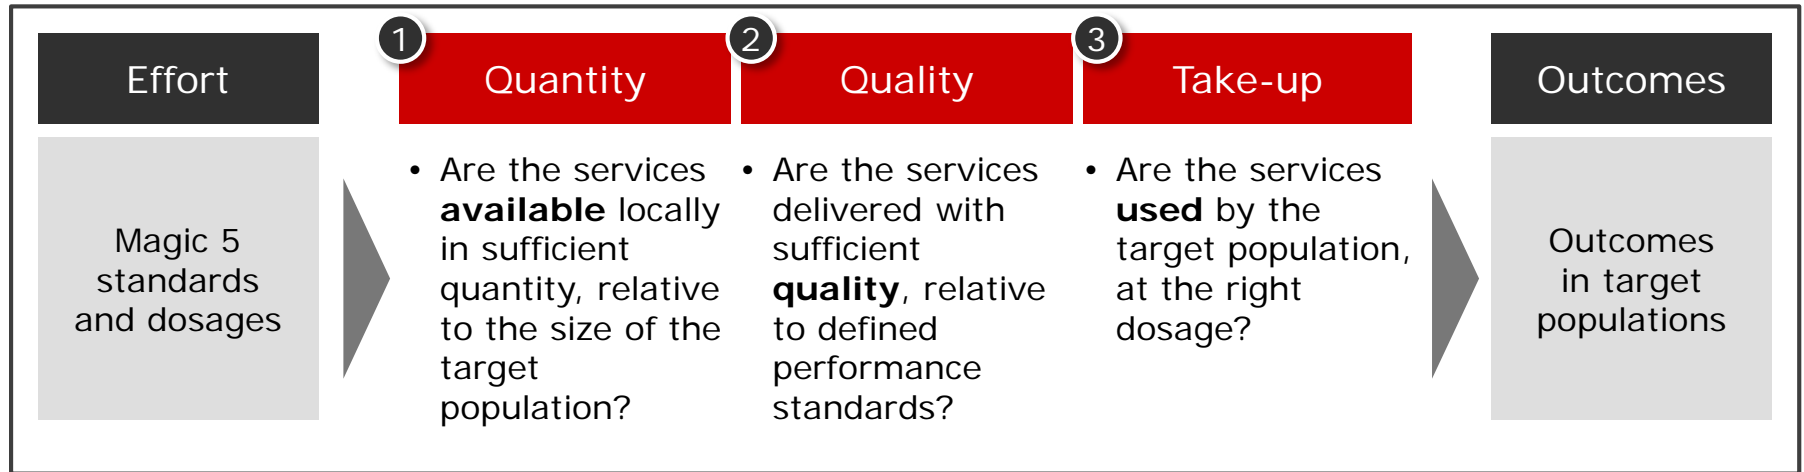 Effort
Magic 5
standards
and dosages
1
Quantity
• Are the services
available locally
in sufficient
quantity, relative
to the size of the
target
population?
2
Quality
• Are the services
delivered with
sufficient
quality, relative
to defined
performance
standards?
3
Take-up
• Are the services
used by the
target population,
at the right
dosage?
Outcomes
Outcomes
in target
populations